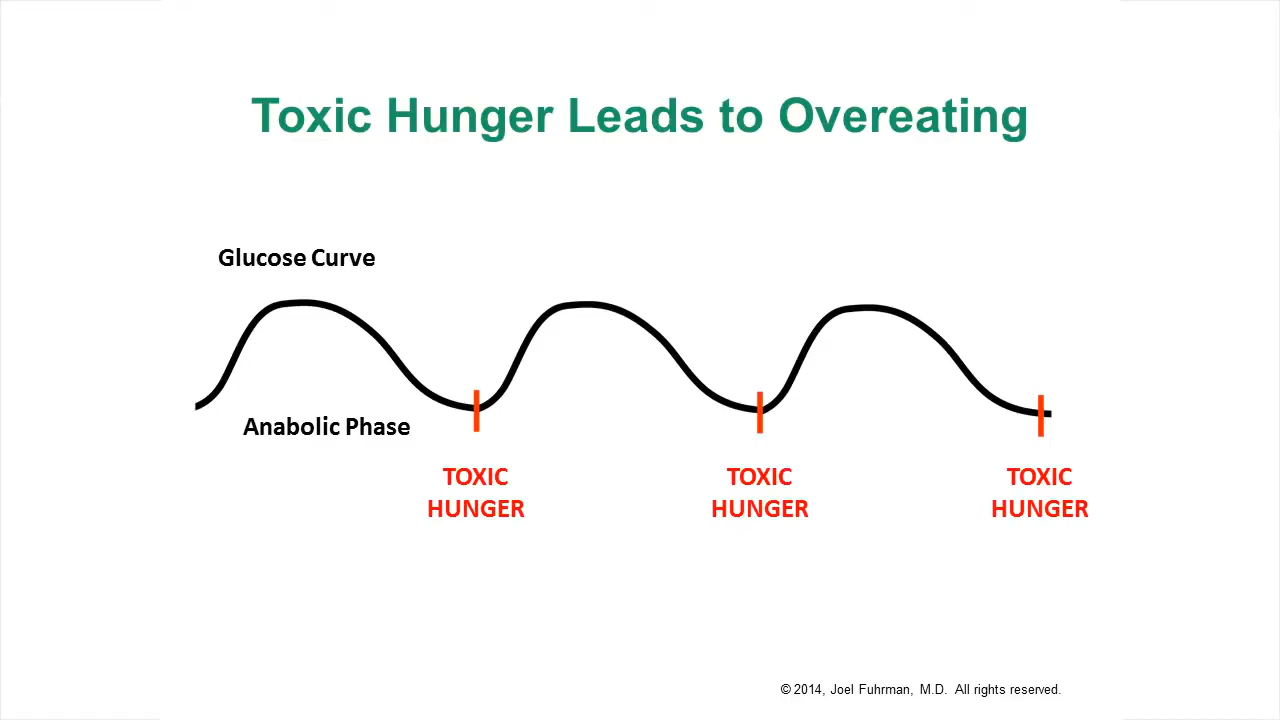 Toxic Hunger Leads to Overeating
Glucose Curve
Anabolic Phase
TOXIC
HUNGER
TOXIC
HUNGER
TOXIC
HUNGER
© 2014, Joel Fuhrman, M.D. All rights reserved.